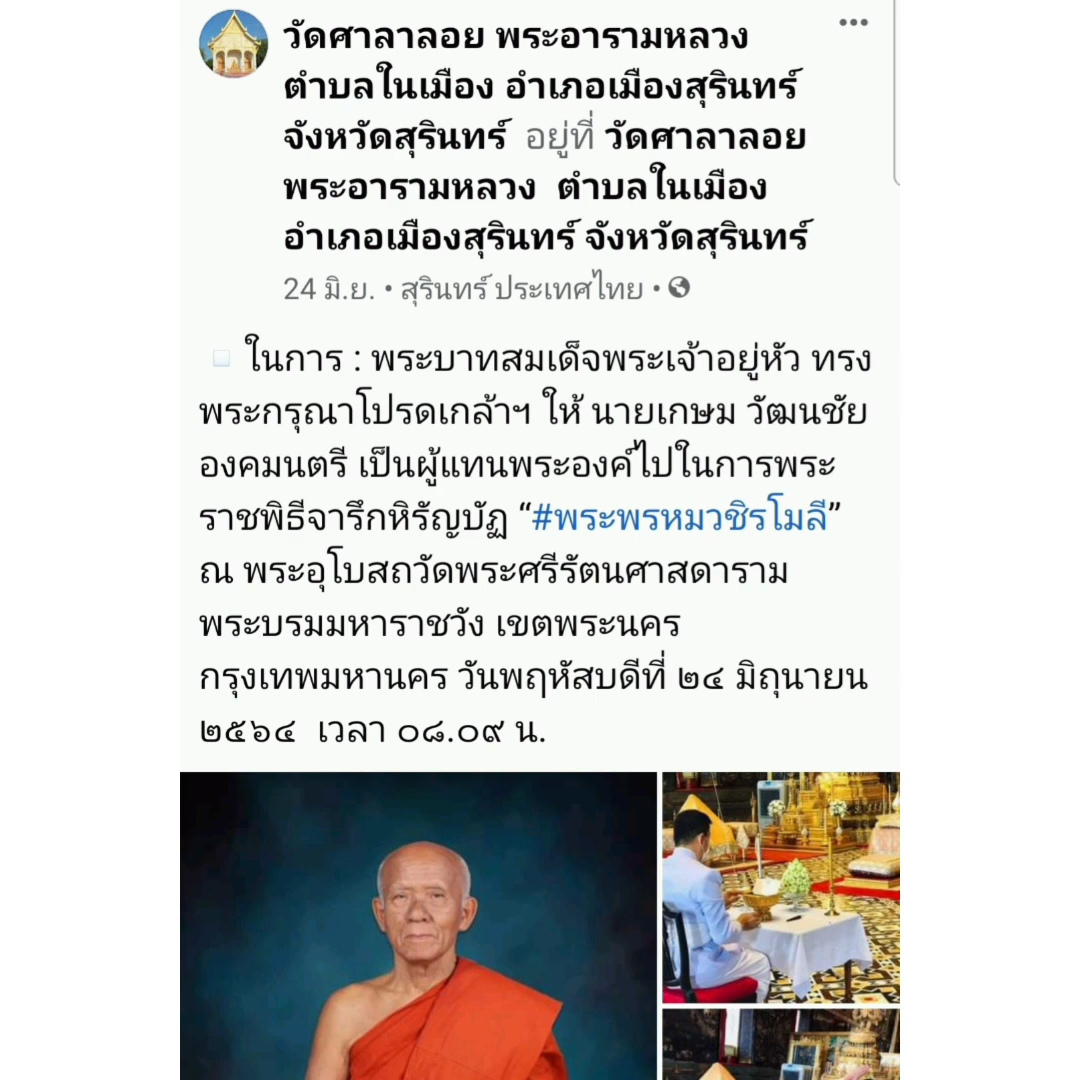 วัดศาลาลอย พระอารามหลวง
ตำบลในเมือง อำเภอเมืองสุรินทร์
จังหวัดสุรินทร์ อยู่ที่ วัดศาลาลอย
พระอารามหลวง ตำบลในเมือง
อำเภอเมืองสุรินทร์ จังหวัดสุรินทร์
24 มิ.ย. • สุรินทร์ ประเทศไทย •
ในการ : พระบาทสมเด็จพระเจ้าอยู่หัว ทรง
พระกรุณาโปรดเกล้าฯ ให้ นายเกษม วัฒนชัย
องคมนตรี เป็นผู้แทนพระองค์ไปในการพระ
ราชพิธีจารึกหิรัญบัฏ “#พระพรหมวชิรโมลี”
ณ พระอุโบสถวัดพระศรีรัตนศาสดาราม
พระบรมมหาราชวัง เขตพระนคร
กรุงเทพมหานคร วันพฤหัสบดีที่ ๒๔ มิถุนายน
๒๕๖๔ เวลา ๐๘.๐๙ น.